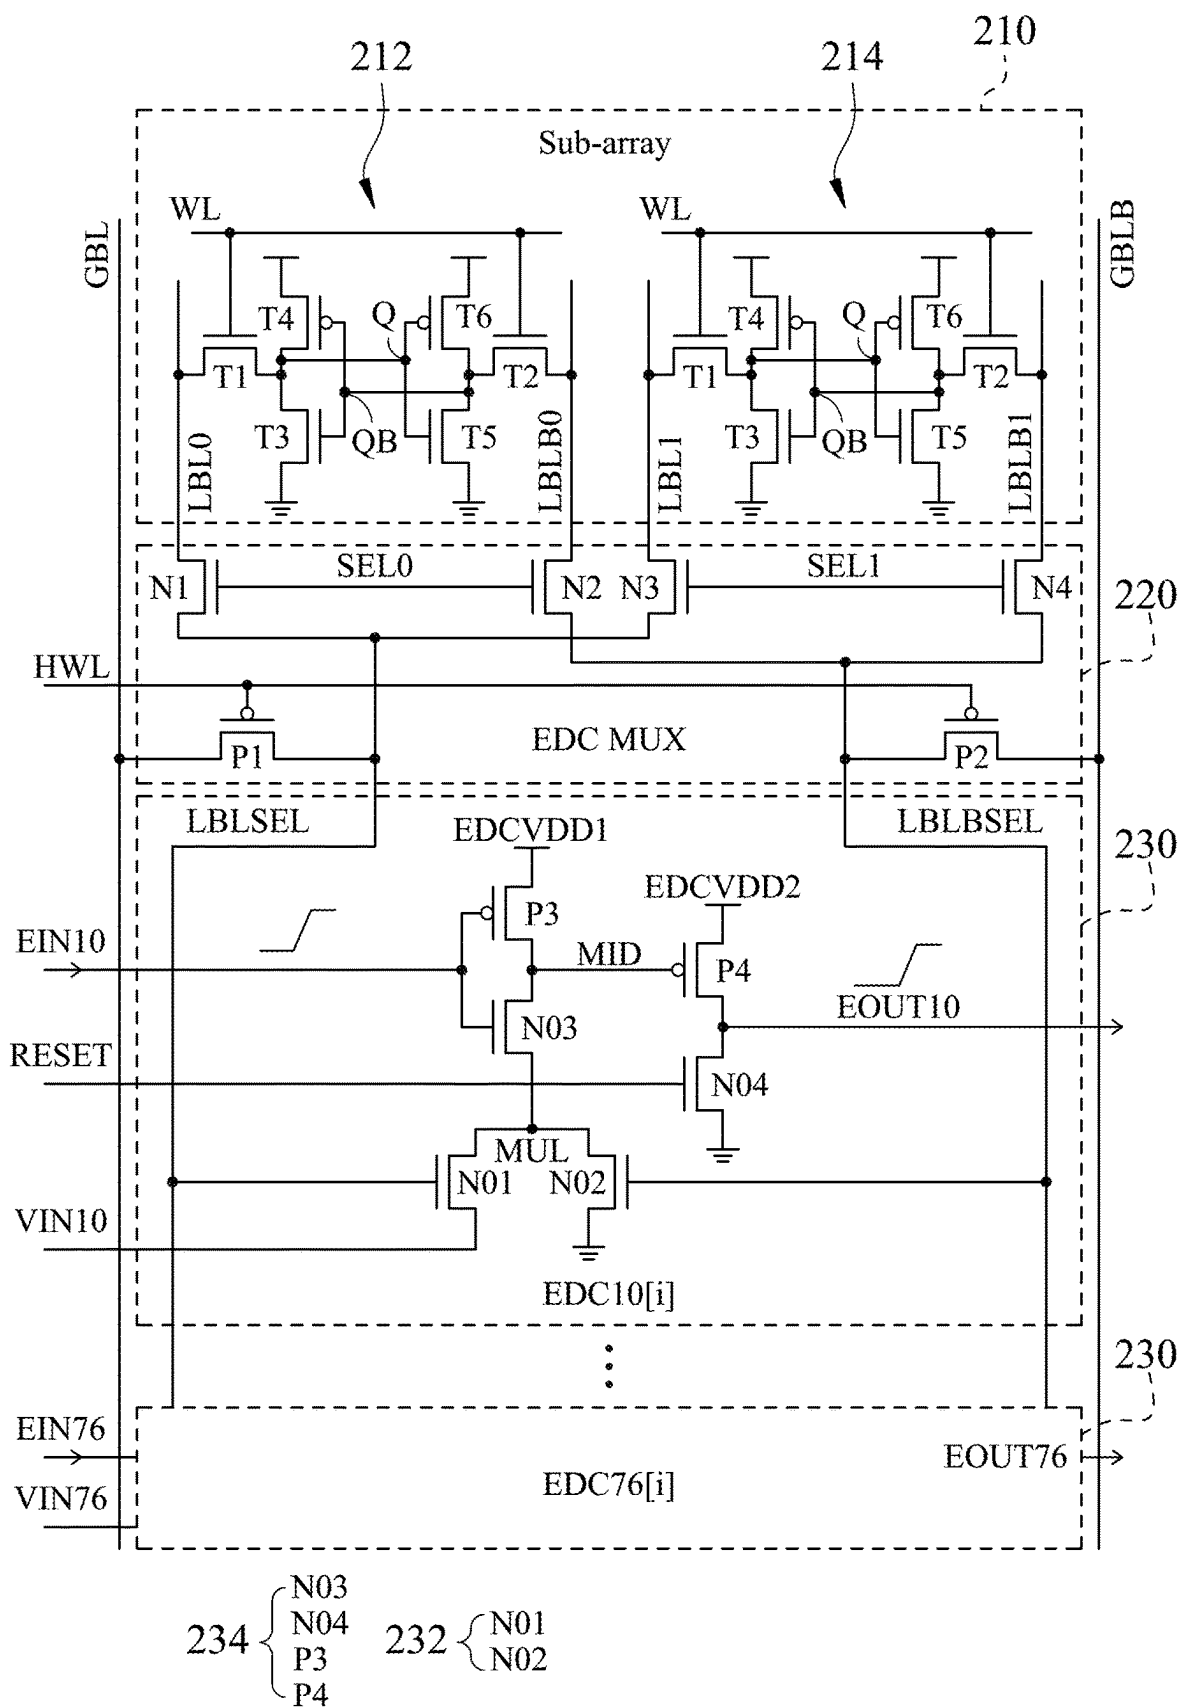 210
212
214
Sub-array
WL
WL
GBL
GBLB
T4
Q
T6
T4
Q
T6
T1
T2
T1
T2
T3
QB
T5
T3
QB
T5
LBL0
LBLB0
LBL1
LBLB1
SEL0
SEL1
N1
N2
N3
N4
220
HWL
P1
EDC MUX
P2
LBLSEL
LBLBSEL
230
EDCVDD1
EDCVDD2
P3
EIN10
MID
P4
EOUT10
N03
RESET
N04
MUL
N01
N02
VIN10
EDC10[i]
230
EIN76
EOUT76
EDC76[i]
VIN76
234 N03
N04
P3
P4
232 N01
N02